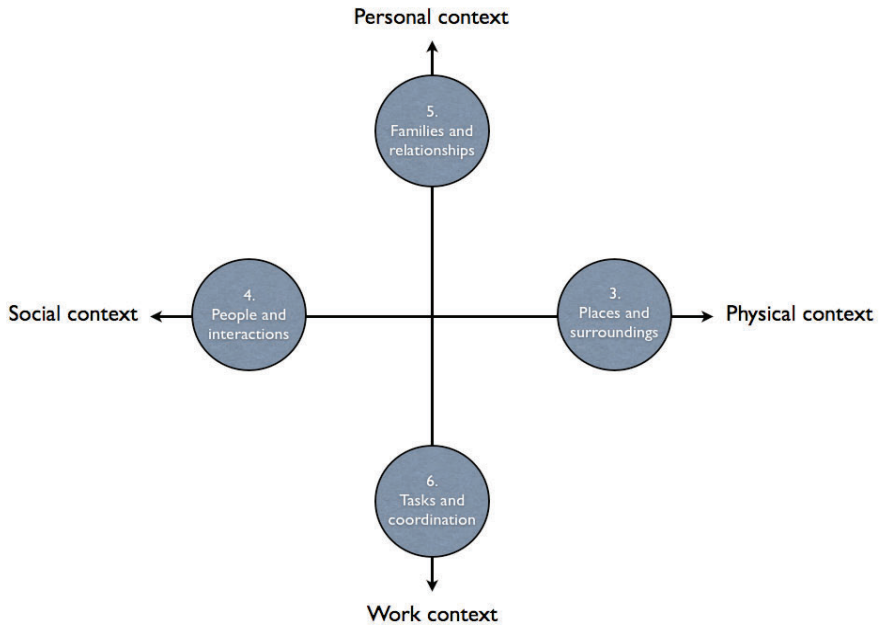 Personal context
5.
Families and
relationships
Social context
4.
People and
interactions
3.
Places and
surroundings
Physical context
6.
Tasks and
coordination
Work context